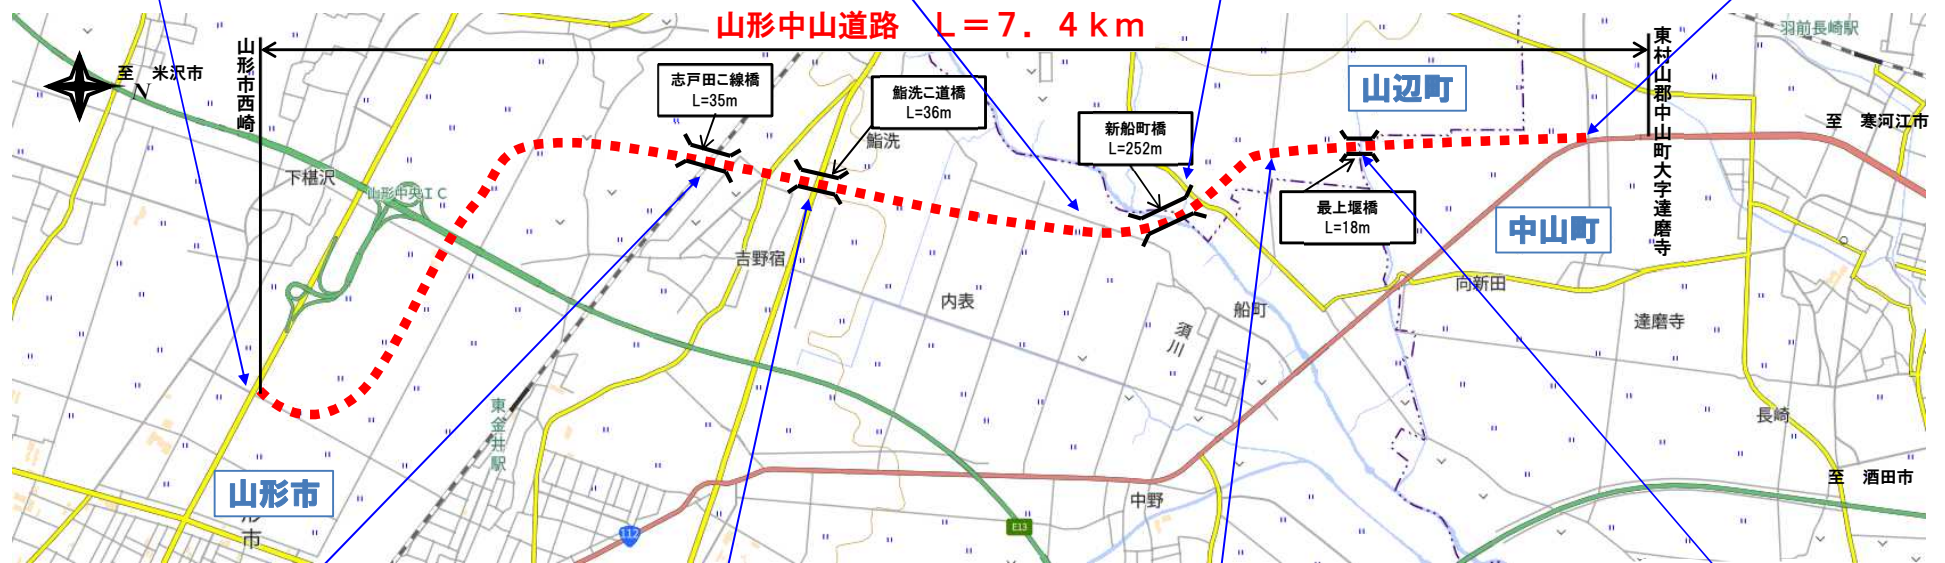 山形中山道路 L=7.4km
羽前長崎駅
至 米沢市
N
山形市西崎
志戸田こ線橋
L=35m
鮨洗こ道橋
L=36m
鮨洗
新船町橋
L=252m
山辺町
東村山郡中山町大字達磨寺
至 寒河江市
下椹沢
山形中央IC
最上堰橋
L=18m
中山町
吉野宿
内表
船町
須川
向新田
達磨寺
東金井駅
長崎
山形市
形市
中野
至 酒田市
E13
112